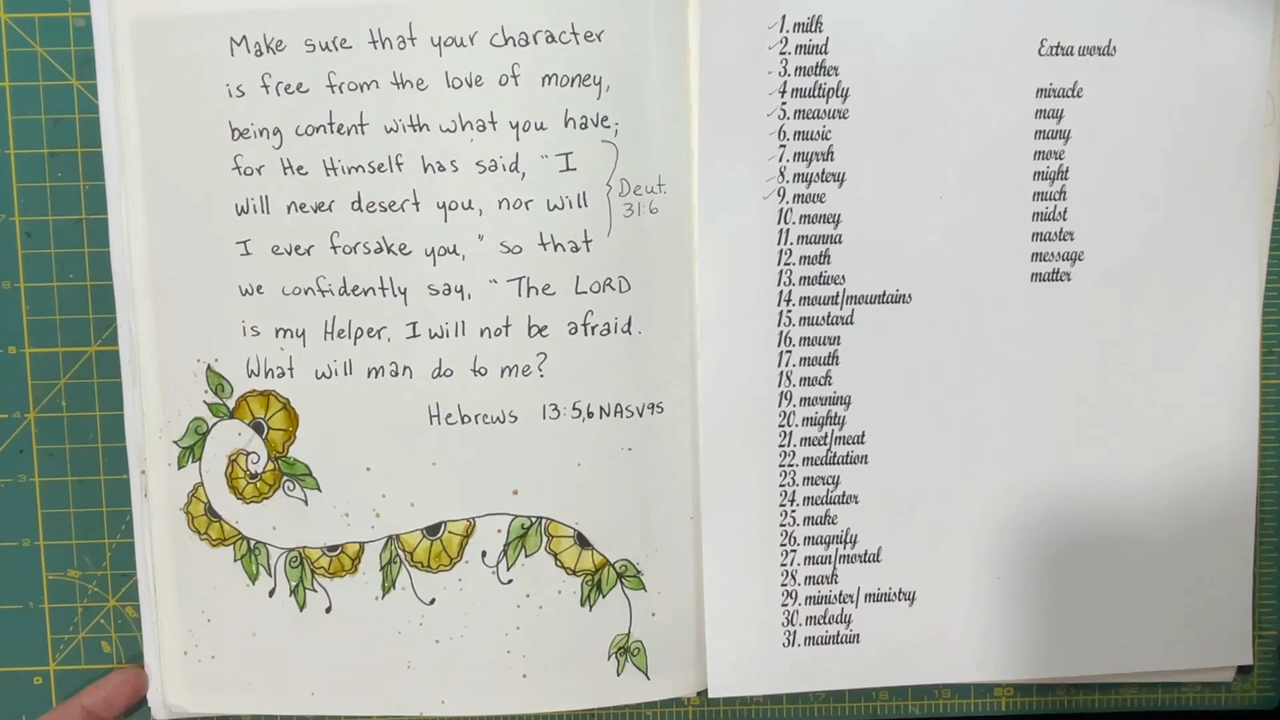 Make sure that your character
is free from the love of money,
being content with what you have;
for He Himself has said, "I
will never desert you, nor will
I ever forsake you," so that
we confidently say, "The LORD
is my Helper, I will not be afraid.
What will man do to me?
Hebrews 13:5,6 NASV95
Deut.
31:6
1. milk
2. mind
3. mother
4 multiply
5. measure
6. music
7. myrrh
8. mystery
9. move
10. money
11. manna
12. moth
13. motives
14. mount/mountains
15. mustard
16. mourn
17. mouth
18. mock
19. morning
20. mighty
21. meet/meat
22. meditation
23. mercy
24. mediator
25. make
26. magnify
27. man/mortal
28. mark
29. minister/ ministry
30. melody
31. maintain
Extra words
miracle
may
many
more
might
much
midst
master
message
matter